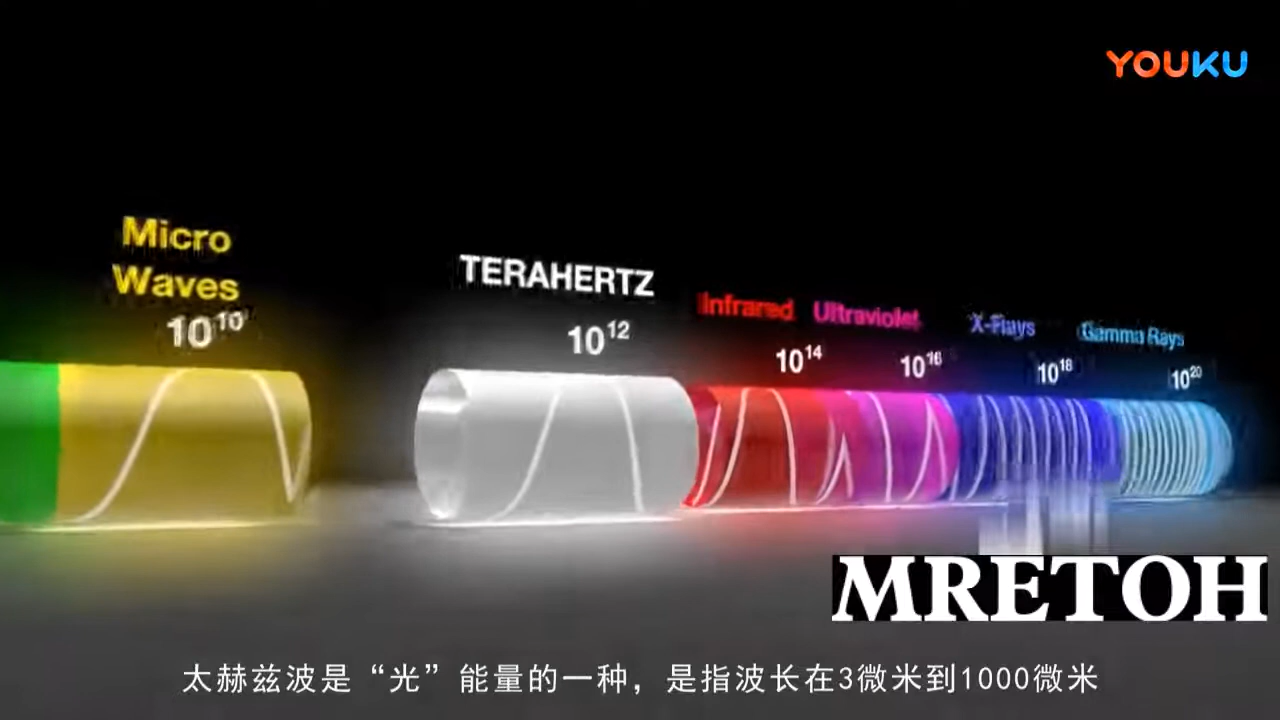 YOUKU
Micro
Waves
10¹⁰
TERAHERTZ
10¹²
Infrared
10¹⁴
Ultraviolet
10¹⁶
X-Rays
10¹⁸
Gamma Rays
10²⁰
MRETOH
太赫兹波是“光”能量的一种，是指波长在3微米到1000微米